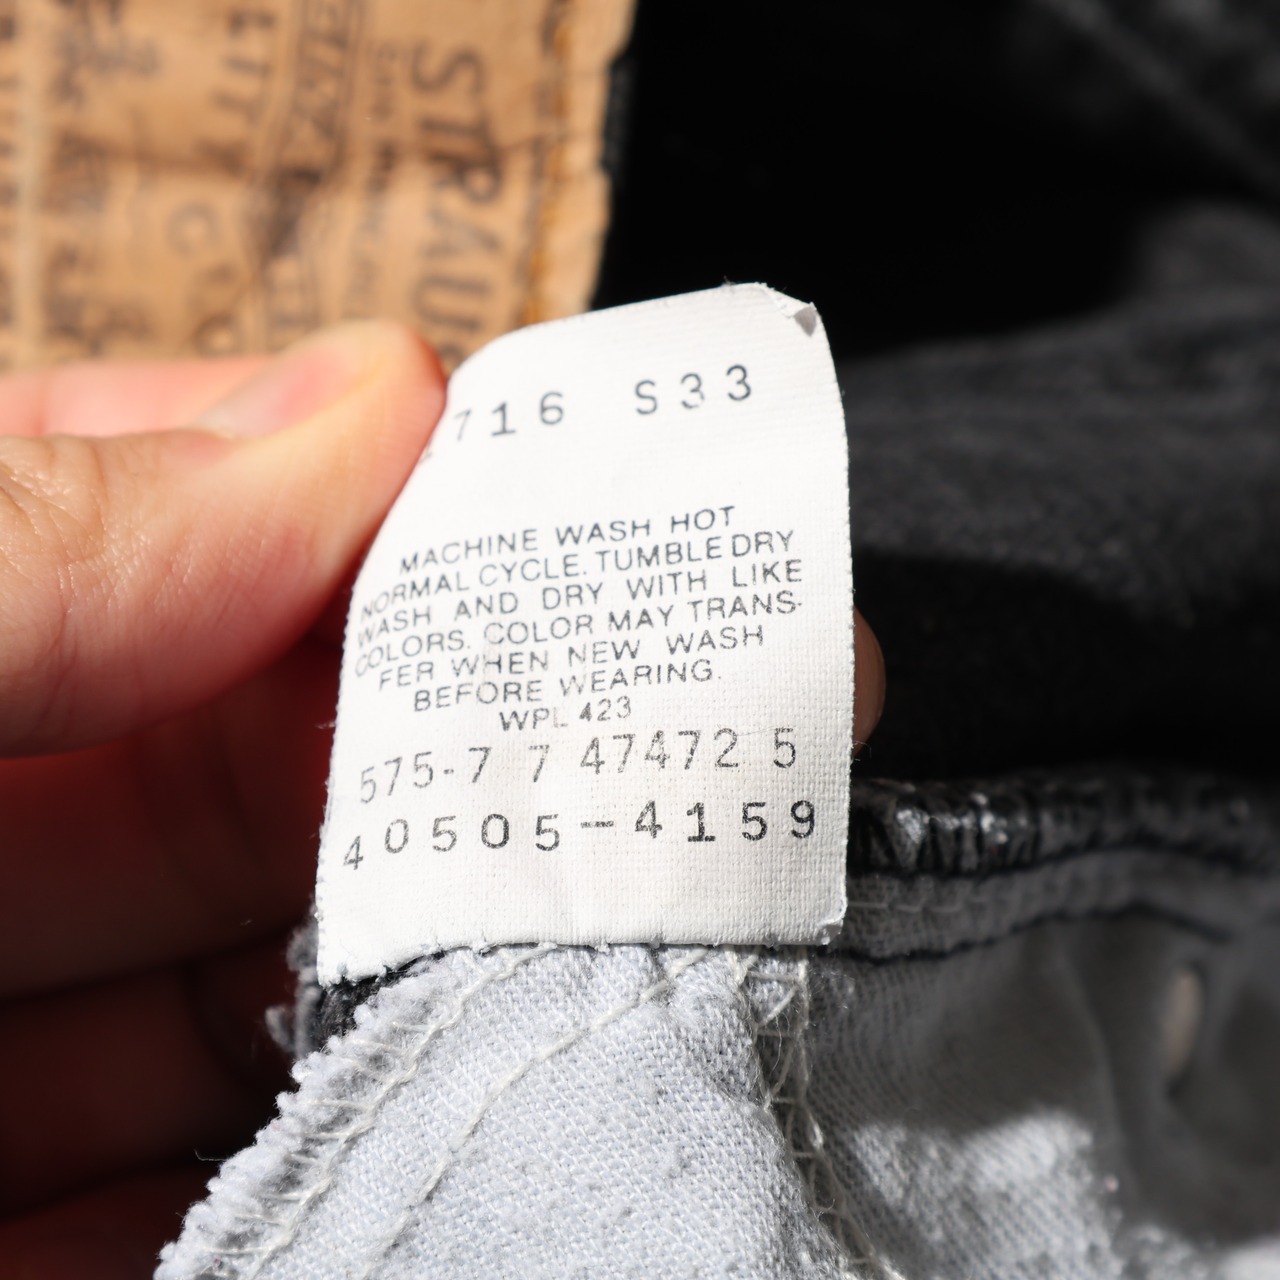 STRAUS
716 S33
MACHINE WASH HOT
NORMAL CYCLE. TUMBLE DRY
WASH AND DRY WITH LIKE
COLORS. COLOR MAY TRANS-
FER WHEN NEW WASH
BEFORE WEARING.
WPL 423
575-7 7 47472 5
40505-4159